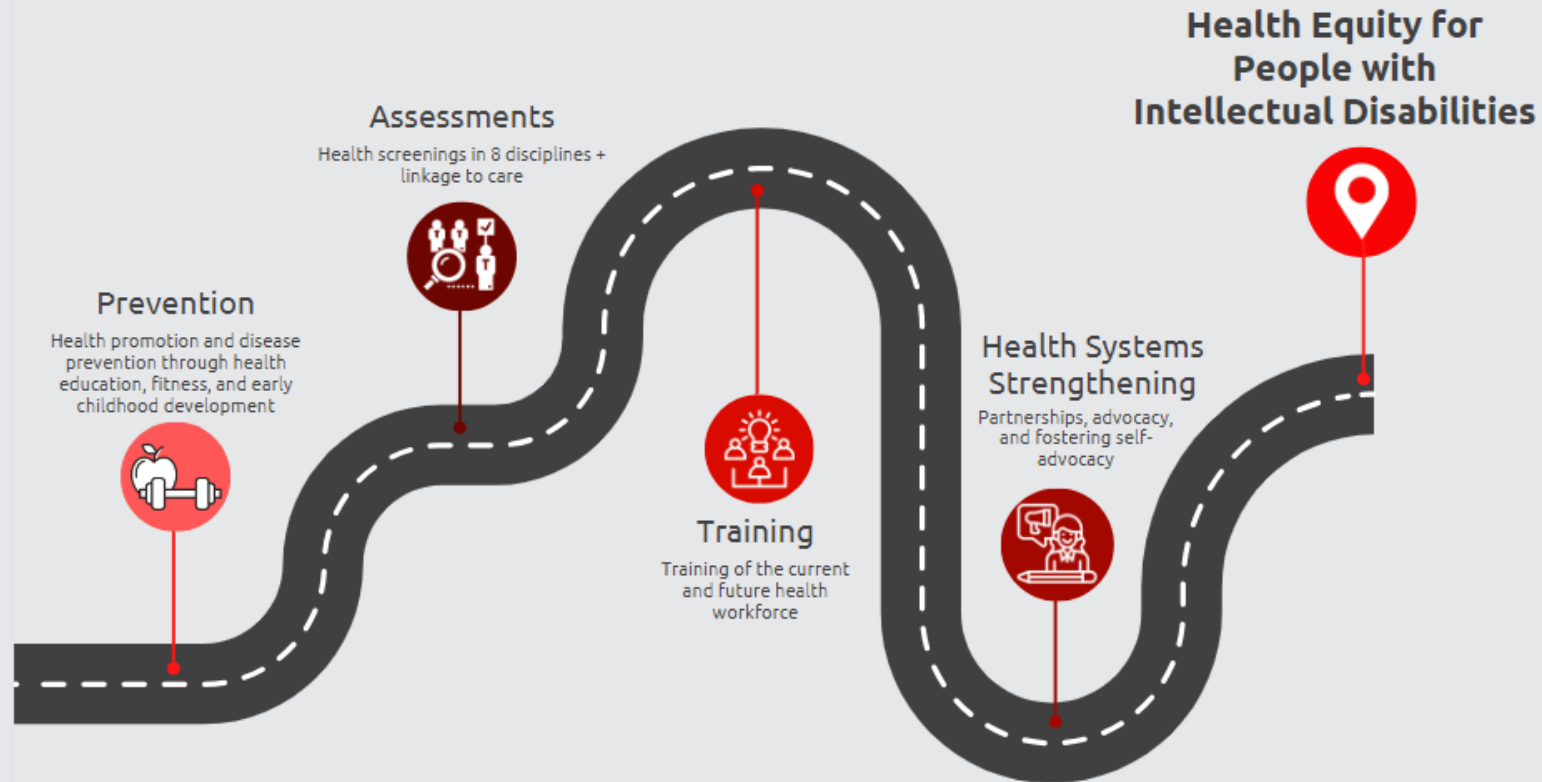 Health Equity for
People with
Intellectual Disabilities
Assessments
Health screenings in 8 disciplines +
linkage to care
Prevention
Health promotion and disease
prevention through health
education, fitness, and early
childhood development
Training
Training of the current
and future health
workforce
Health Systems
Strengthening
Partnerships, advocacy,
and fostering self-
advocacy